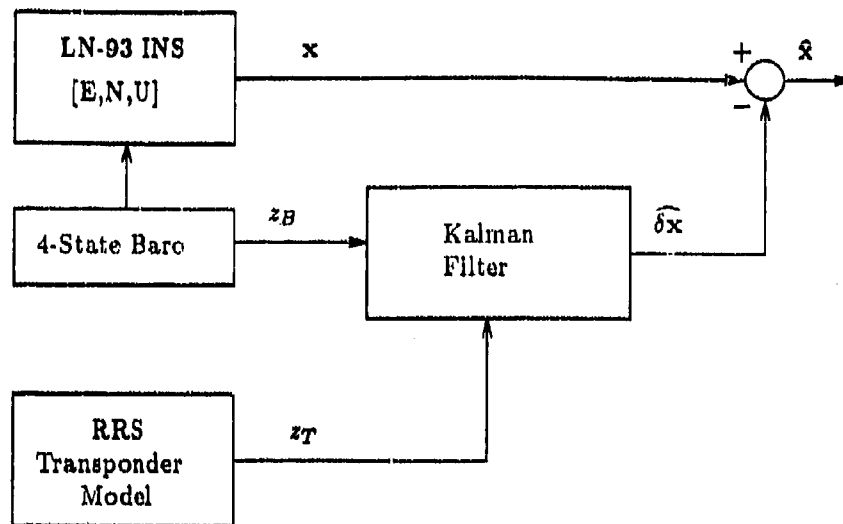 LN-93 INS
[E,N,U]
x
+
x̂
−
4-State Baro
z_B
Kalman
Filter
δx̂
RRS
Transponder
Model
z_T